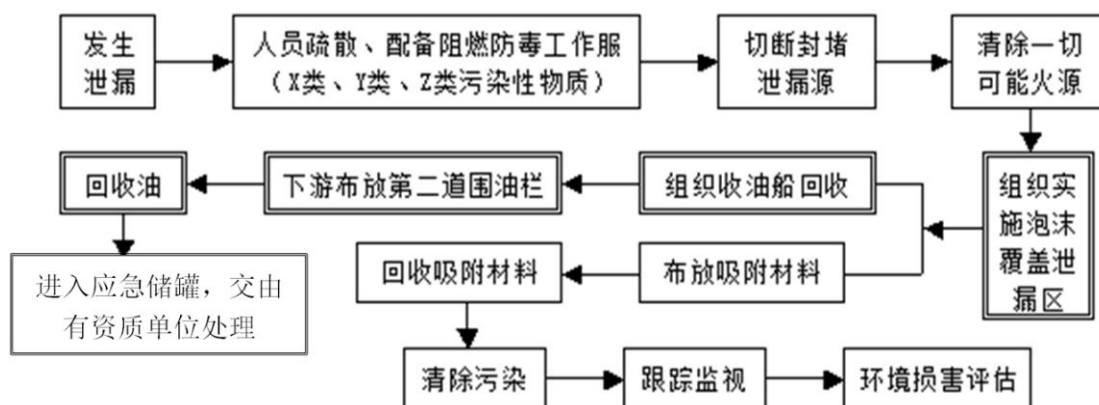 发生
泄漏
人员疏散、配备阻燃防毒工作服
（X类、Y类、Z类污染性物质）
切断封堵
泄漏源
清除一切
可能火源
组织实
施泡沫
覆盖泄
漏区
组织收油船回收
下游布放第二道围油栏
回收油
进入应急储罐，交由
有资质单位处理
布放吸附材料
回收吸附材料
清除污染
跟踪监视
环境损害评估